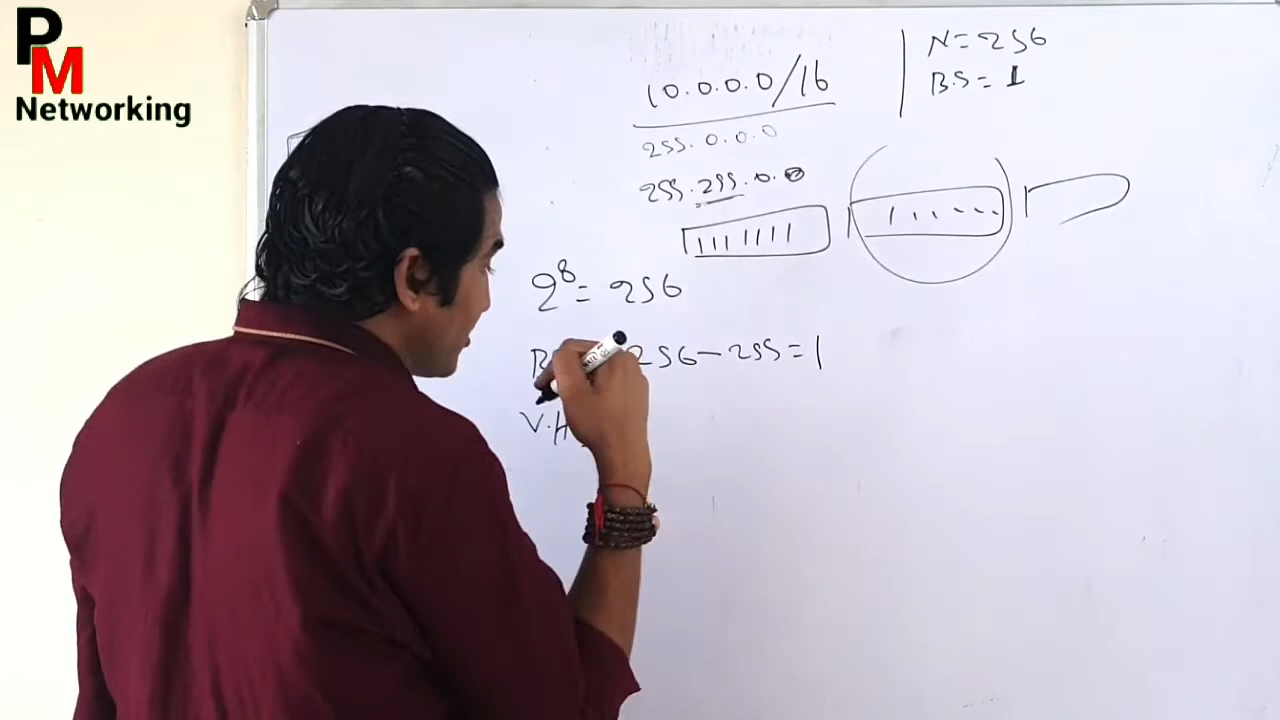 PM
Networking
10.0.0.0/16
255.0.0.0
255.255.0.0
N=256
B.S= 1
2⁸= 256
256-255=1
V.H